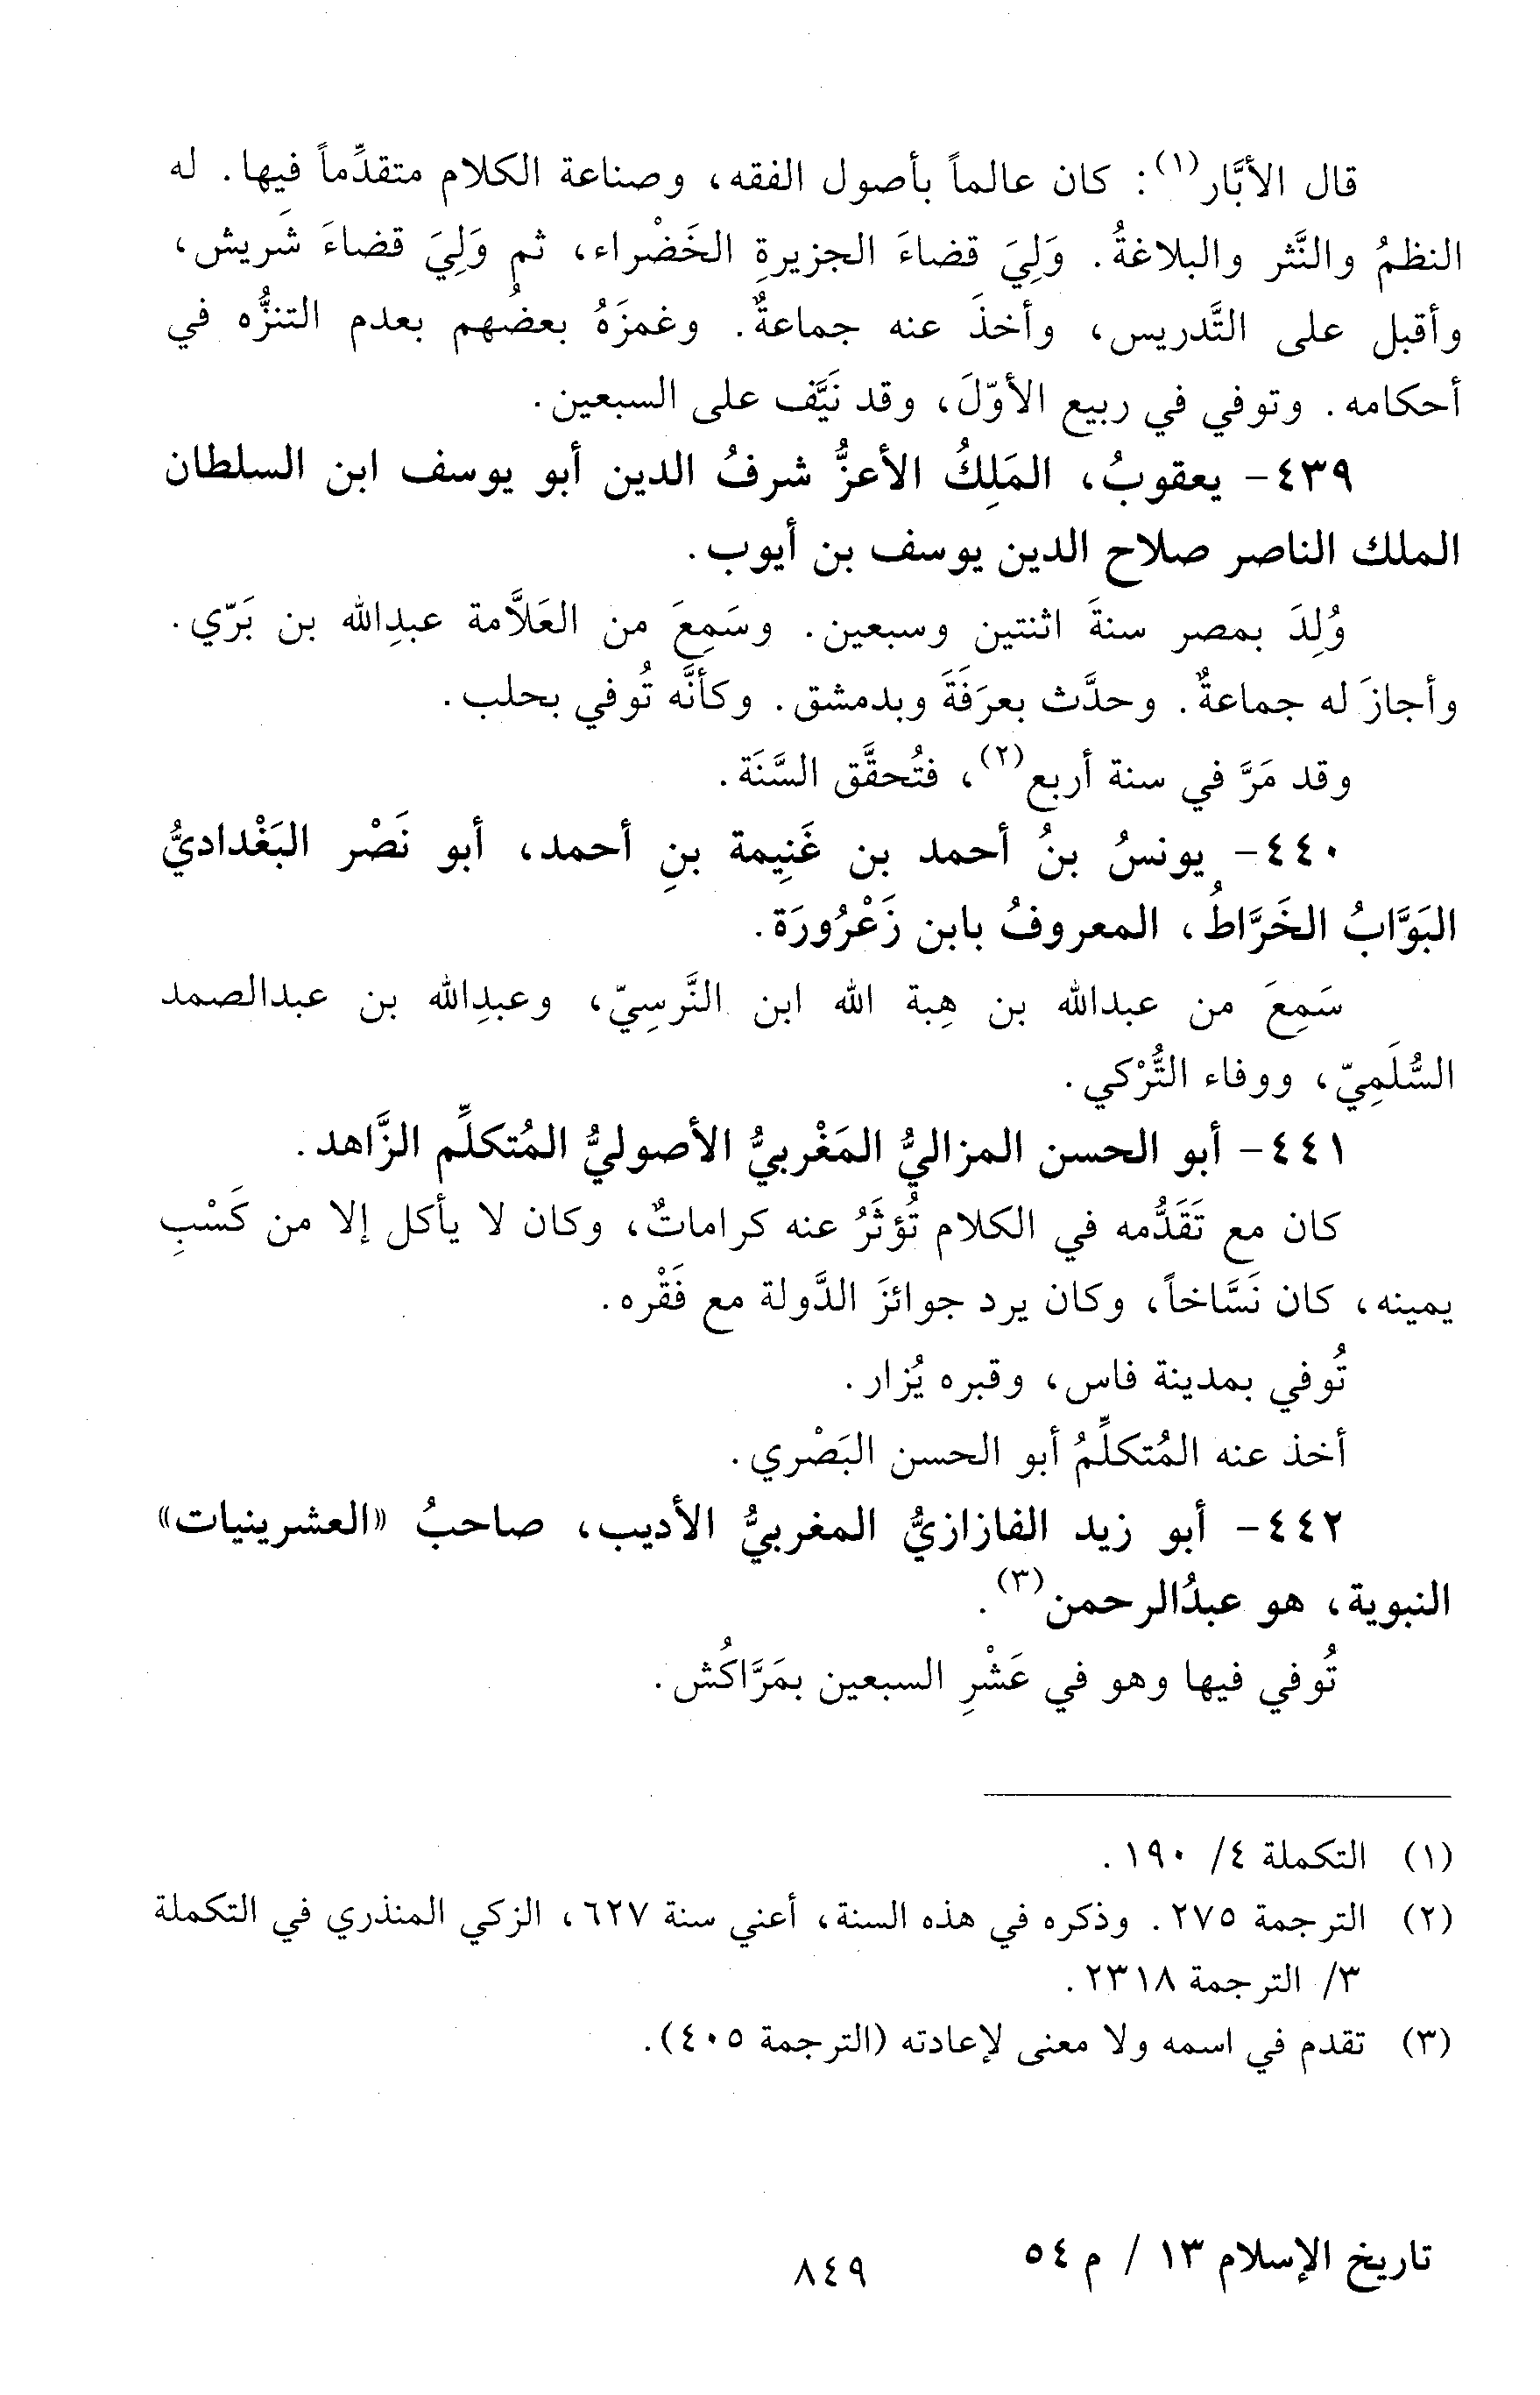 قال الأبَّار(١): كان عالماً بأصول الفقه، وصناعة الكلام متقدِّماً فيها. له
النظمُ والنَّثر والبلاغةُ. وَلِيَ قضاءَ الجزيرةِ الخَضْراء، ثم وَلِيَ قضاءَ شَريش،
وأقبل على التَّدريس، وأخذَ عنه جماعةٌ. وغمزَهُ بعضُهم بعدم التنزُّه في
أحكامه. وتوفي في ربيع الأوّلَ، وقد نَيَّف على السبعين.
٤٣٩- يعقوبُ، المَلِكُ الأعزُّ شرفُ الدين أبو يوسف ابن السلطان
الملك الناصر صلاح الدين يوسف بن أيوب.
وُلِدَ بمصر سنةَ اثنتين وسبعين. وسَمِعَ من العَلاَّمة عبدِالله بن بَرّي.
وأجازَ له جماعةٌ. وحدَّث بعرَفَةَ وبدمشق. وكأنَّه تُوفي بحلب.
وقد مَرَّ في سنة أربع(٢)، فتُحقَّق السَّنَة.
٤٤٠- يونسُ بنُ أحمد بن غَنِيمة بنِ أحمد، أبو نَصْر البَغْداديُّ
البَوَّابُ الخَرَّاطُ، المعروفُ بابن زَعْرُورَة.
سَمِعَ من عبدالله بن هِبة الله ابن النَّرسِيّ، وعبدِالله بن عبدالصمد
السُّلَمِيّ، ووفاء التُّرْكي.
٤٤١- أبو الحسن المزاليُّ المَغْربيُّ الأصوليُّ المُتكلِّم الزَّاهد.
كان مع تَقَدُّمه في الكلام تُؤثَرُ عنه كراماتٌ، وكان لا يأكل إلا من كَسْبِ
يمينه، كان نَسَّاخاً، وكان يرد جوائزَ الدَّولة مع فَقْره.
تُوفي بمدينة فاس، وقبره يُزار.
أخذ عنه المُتكلِّمُ أبو الحسن البَصْري.
٤٤٢- أبو زيد الفازازيُّ المغربيُّ الأديب، صاحبُ «العشرينيات»
النبوية، هو عبدُالرحمن(٣).
تُوفي فيها وهو في عَشْرِ السبعين بمَرَّاكُش.
(١) التكملة ٤/ ١٩٠.
(٢) الترجمة ٢٧٥. وذكره في هذه السنة، أعني سنة ٦٢٧، الزكي المنذري في التكملة
٣/ الترجمة ٢٣١٨.
(٣) تقدم في اسمه ولا معنى لإعادته (الترجمة ٤٠٥).
تاريخ الإسلام ١٣ / م ٥٤
٨٤٩